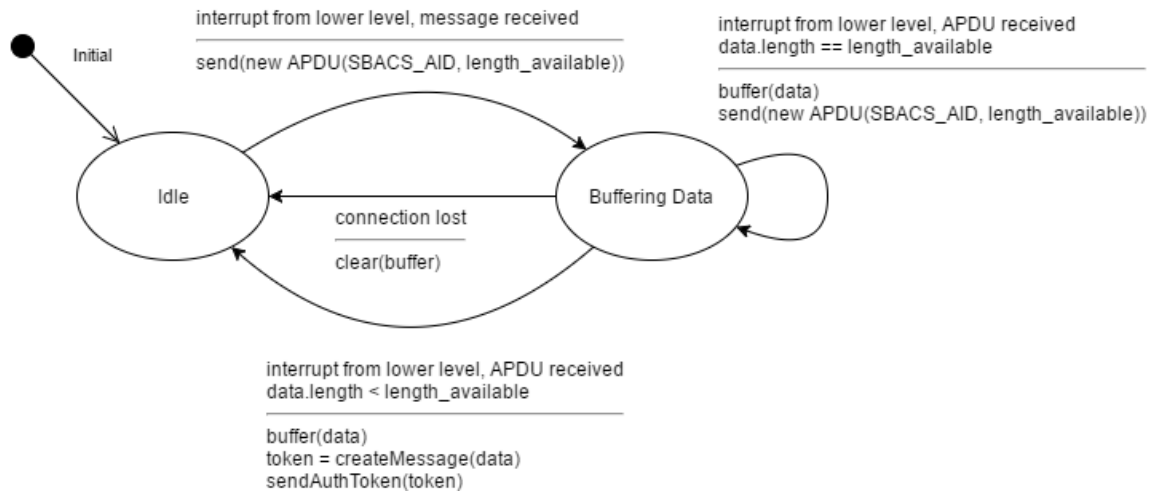 interrupt from lower level, message received
send(new APDU(SBACS_AID, length_available))
Initial
interrupt from lower level, APDU received
data.length == length_available
buffer(data)
send(new APDU(SBACS_AID, length_available))
Idle
Buffering Data
connection lost
clear(buffer)
interrupt from lower level, APDU received
data.length < length_available
buffer(data)
token = createMessage(data)
sendAuthToken(token)